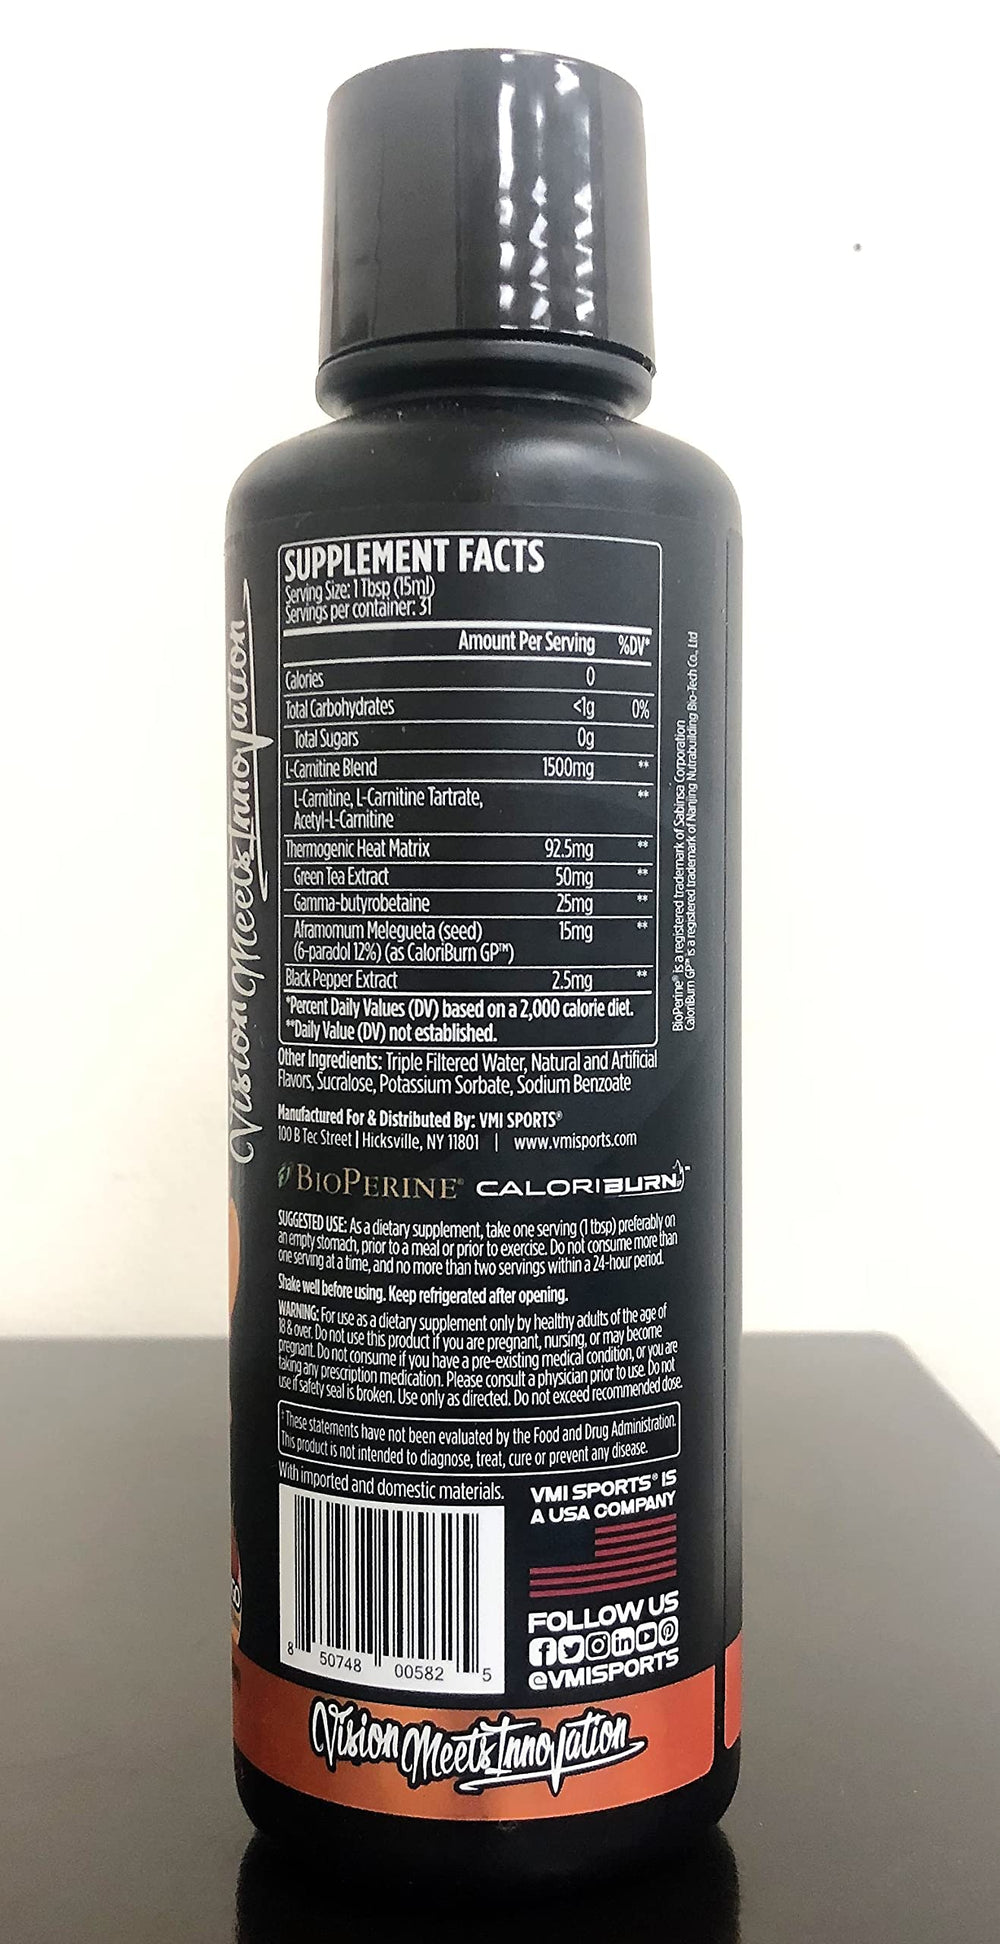 SUPPLEMENT FACTS
Serving Size: 1 Tbsp (15ml)
Servings per container: 31
Amount Per Serving %DV*
Calories 0
Total Carbohydrates <1g 0%
Total Sugars 0g
L-Carnitine Blend 1500mg **
L-Carnitine, L-Carnitine Tartrate, **
Acetyl-L-Carnitine
Thermogenic Heat Matrix 92.5mg **
Green Tea Extract 50mg **
Gamma-butyrobetaine 25mg **
Aframomum Melegueta (seed) 15mg **
(6-paradol 12%) (as CaloriBurn GP™)
Black Pepper Extract 2.5mg **
*Percent Daily Values (DV) based on a 2,000 calorie diet.
**Daily Value (DV) not established.
Other Ingredients: Triple Filtered Water, Natural and Artificial
Flavors, Sucralose, Potassium Sorbate, Sodium Benzoate
Manufactured For & Distributed By: VMI SPORTS®
100 B Tec Street | Hicksville, NY 11801 | www.vmisports.com
BIOPERINE® CALORIBURN™
SUGGESTED USE: As a dietary supplement, take one serving (1 tbsp) preferably on
an empty stomach, prior to a meal or prior to exercise. Do not consume more than
one serving at a time, and no more than two servings within a 24-hour period.
Shake well before using. Keep refrigerated after opening.
WARNING: For use as a dietary supplement only by healthy adults of the age of
18 & over. Do not use this product if you are pregnant, nursing, or may become
pregnant. Do not consume if you have a pre-existing medical condition, or you are
taking any prescription medication. Please consult a physician prior to use. Do not
use if safety seal is broken. Use only as directed. Do not exceed recommended dose.
‡These statements have not been evaluated by the Food and Drug Administration.
This product is not intended to diagnose, treat, cure or prevent any disease.
With imported and domestic materials.
8 50748 00582 5
VMI SPORTS® IS
A USA COMPANY
FOLLOW US
@VMISPORTS
Vision Meets Innovation
Vision Meets Innovation
BioPerine® is a registered trademark of Sabinsa Corporation
CaloriBurn GP™ is a registered trademark of Nanjing Nutrabuilding Bio-Tech Co., Ltd